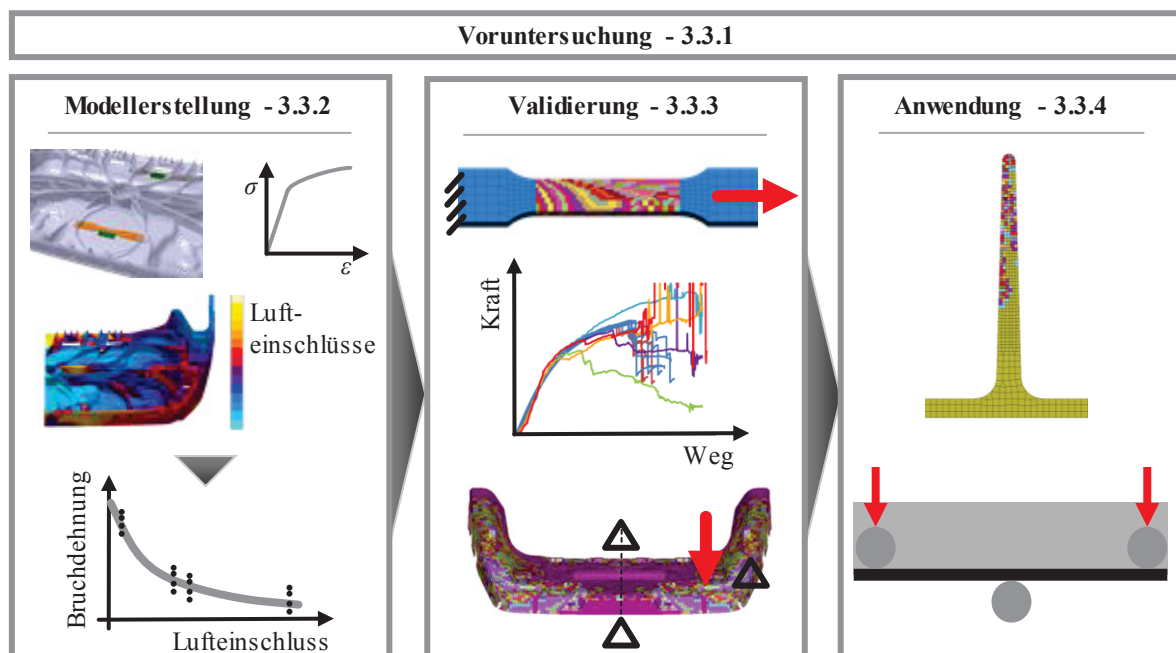 Voruntersuchung - 3.3.1
Modellerstellung - 3.3.2
σ
ε
Luft-
einschlüsse
Bruchdehnung
Lufteinschluss
Validierung - 3.3.3
Kraft
Weg
Anwendung - 3.3.4